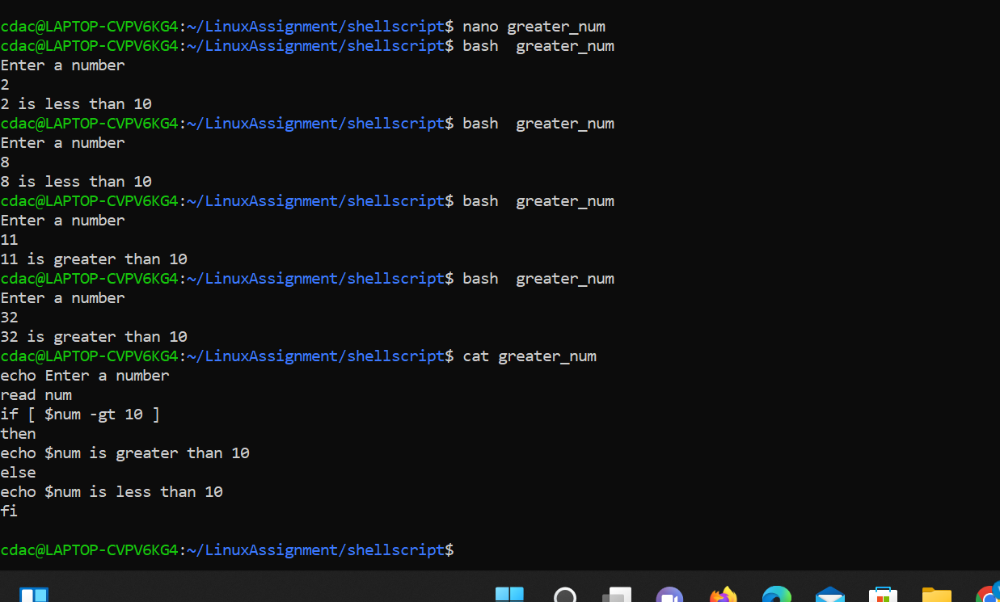 cdac@LAPTOP-CVPV6KG4:~/LinuxAssignment/shellscript$ nano greater_num
cdac@LAPTOP-CVPV6KG4:~/LinuxAssignment/shellscript$ bash  greater_num
Enter a number
2
2 is less than 10
cdac@LAPTOP-CVPV6KG4:~/LinuxAssignment/shellscript$ bash  greater_num
Enter a number
8
8 is less than 10
cdac@LAPTOP-CVPV6KG4:~/LinuxAssignment/shellscript$ bash  greater_num
Enter a number
11
11 is greater than 10
cdac@LAPTOP-CVPV6KG4:~/LinuxAssignment/shellscript$ bash  greater_num
Enter a number
32
32 is greater than 10
cdac@LAPTOP-CVPV6KG4:~/LinuxAssignment/shellscript$ cat greater_num
echo Enter a number
read num
if [ $num -gt 10 ]
then
echo $num is greater than 10
else
echo $num is less than 10
fi
cdac@LAPTOP-CVPV6KG4:~/LinuxAssignment/shellscript$